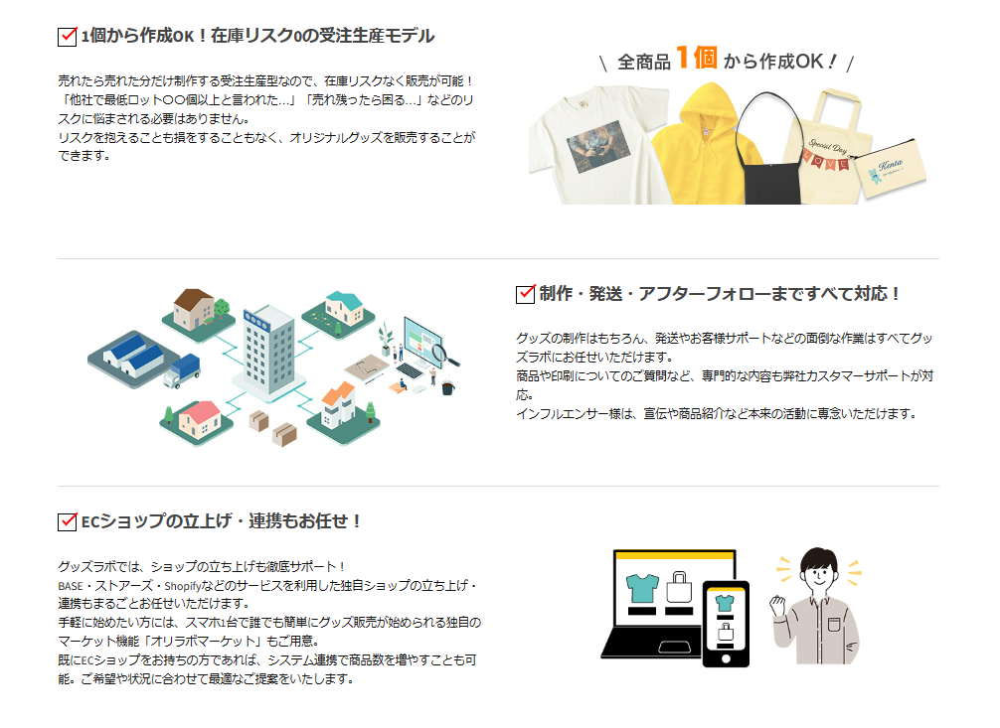 1個から作成OK！在庫リスク0の受注生産モデル
売れたら売れた分だけ制作する受注生産型なので、在庫リスクなく販売が可能！
「他社で最低ロット〇〇個以上と言われた…」「売れ残ったら困る…」などのリ
スクに悩まされる必要はありません。
リスクを抱えることも損をすることもなく、オリジナルグッズを販売することが
できます。
\ 全商品 1個 から作成OK！ /
Special Day
LOVE
Kenta
制作・発送・アフターフォローまですべて対応！
グッズの制作はもちろん、発送やお客様サポートなどの面倒な作業はすべてグッ
ズラボにお任せいただけます。
商品や印刷についてのご質問など、専門的な内容も弊社カスタマーサポートが対
応。
インフルエンサー様は、宣伝や商品紹介など本来の活動に専念いただけます。
ECショップの立上げ・連携もお任せ！
グッズラボでは、ショップの立ち上げも徹底サポート！
BASE・ストアーズ・Shopifyなどのサービスを利用した独自ショップの立ち上げ・
連携もまるごとお任せいただけます。
手軽に始めたい方には、スマホ1台で誰でも簡単にグッズ販売が始められる独自の
マーケット機能「オリラボマーケット」もご用意。
既にECショップをお持ちの方であれば、システム連携で商品数を増やすことも可
能。ご希望や状況に合わせて最適なご提案をいたします。